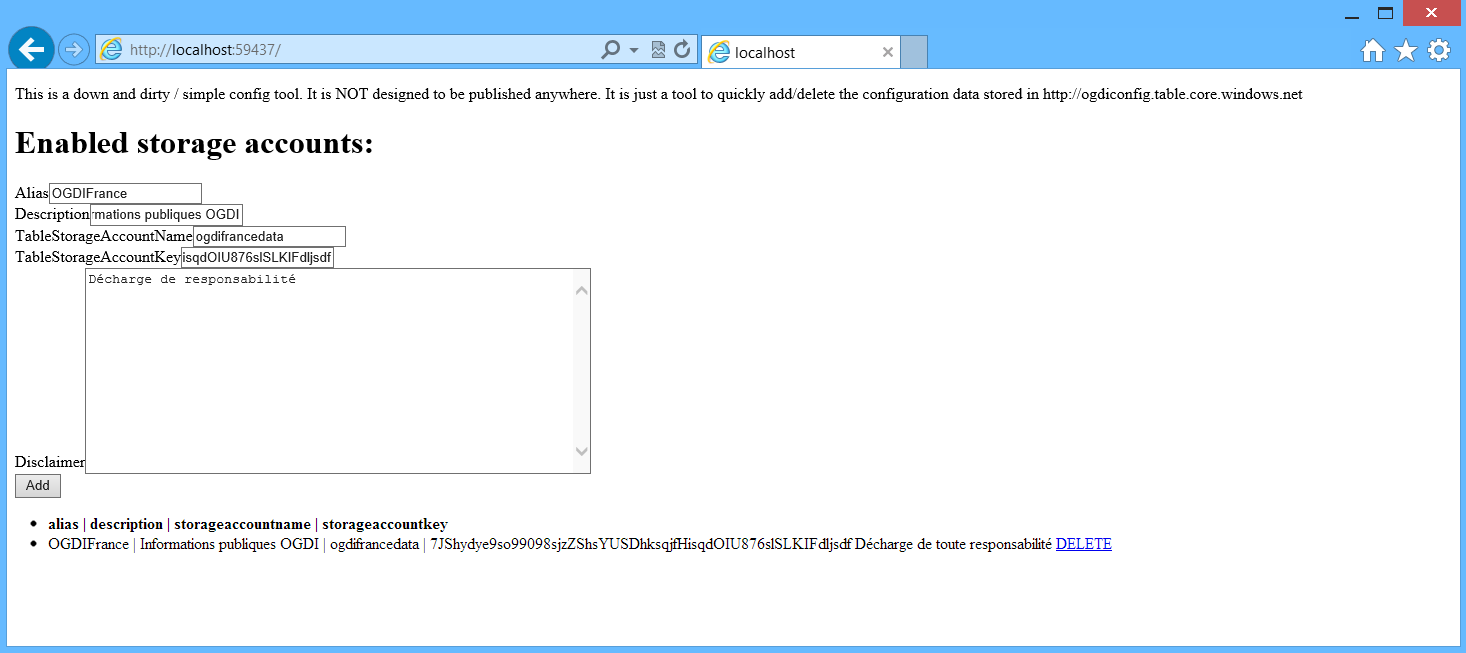 http://localhost:59437/
localhost
This is a down and dirty / simple config tool. It is NOT designed to be published anywhere. It is just a tool to quickly add/delete the configuration data stored in http://ogdiconfig.table.core.windows.net
Enabled storage accounts:
Alias OGDIFrance
Description rmations publiques OGDI
TableStorageAccountName ogdifrancedata
TableStorageAccountKey isqdOIU876slSLKIFdljsdf
Décharge de responsabilité
Disclaimer
Add
alias | description | storageaccountname | storageaccountkey
OGDIFrance | Informations publiques OGDI | ogdifrancedata | 7JShydye9so99098sjzZShsYUSDhksqjfHisqdOIU876slSLKIFdljsdf Décharge de toute responsabilité DELETE